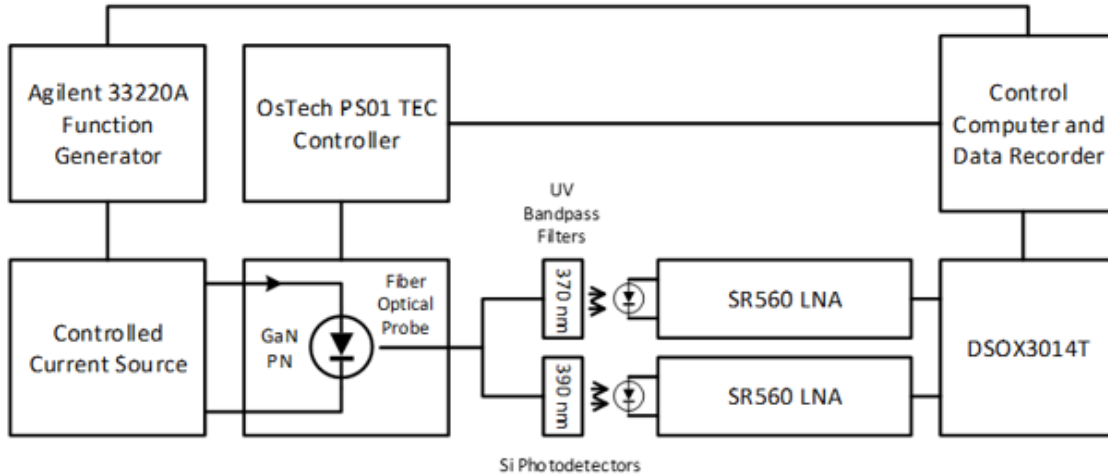 Agilent 33220A
Function
Generator
OsTech PS01 TEC
Controller
Control
Computer and
Data Recorder
UV
Bandpass
Filters
Controlled
Current Source
GaN
PN
Fiber
Optical
Probe
370 nm
SR560 LNA
390 nm
SR560 LNA
DSOX3014T
Si Photodetectors